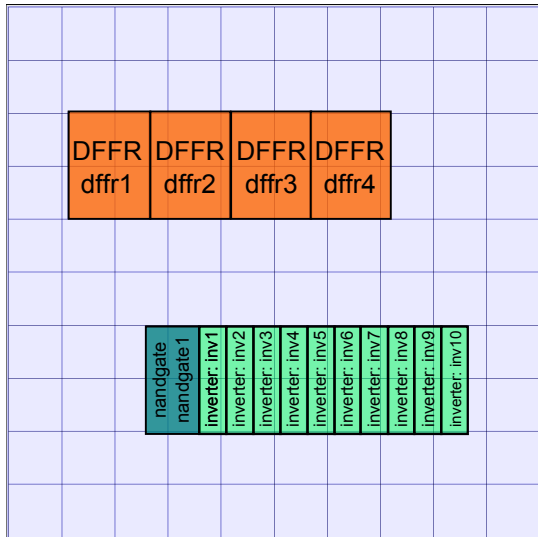 DFFR
dffr1
DFFR
dffr2
DFFR
dffr3
DFFR
dffr4
nandgate
nandgate1
inverter: inv1
inverter: inv2
inverter: inv3
inverter: inv4
inverter: inv5
inverter: inv6
inverter: inv7
inverter: inv8
inverter: inv9
inverter: inv10